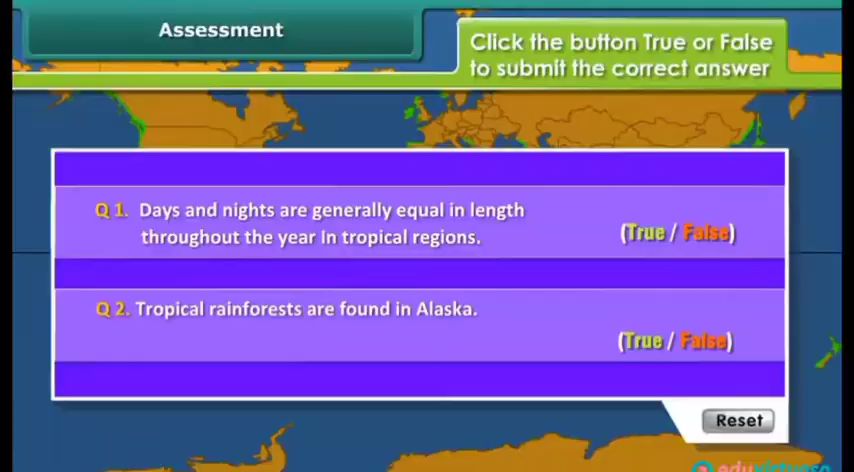 Assessment
Click the button True or False
to submit the correct answer
Q 1. Days and nights are generally equal in length
throughout the year In tropical regions.
(True / False)
Q 2. Tropical rainforests are found in Alaska.
(True / False)
Reset
eduvirtuoso